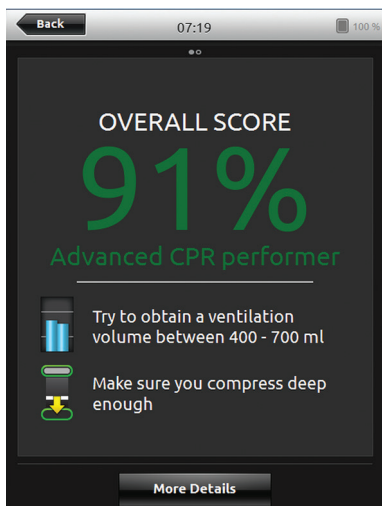 Back
07:19
100 %
OVERALL SCORE
91%
Advanced CPR performer
Try to obtain a ventilation
volume between 400 - 700 ml
Make sure you compress deep
enough
More Details